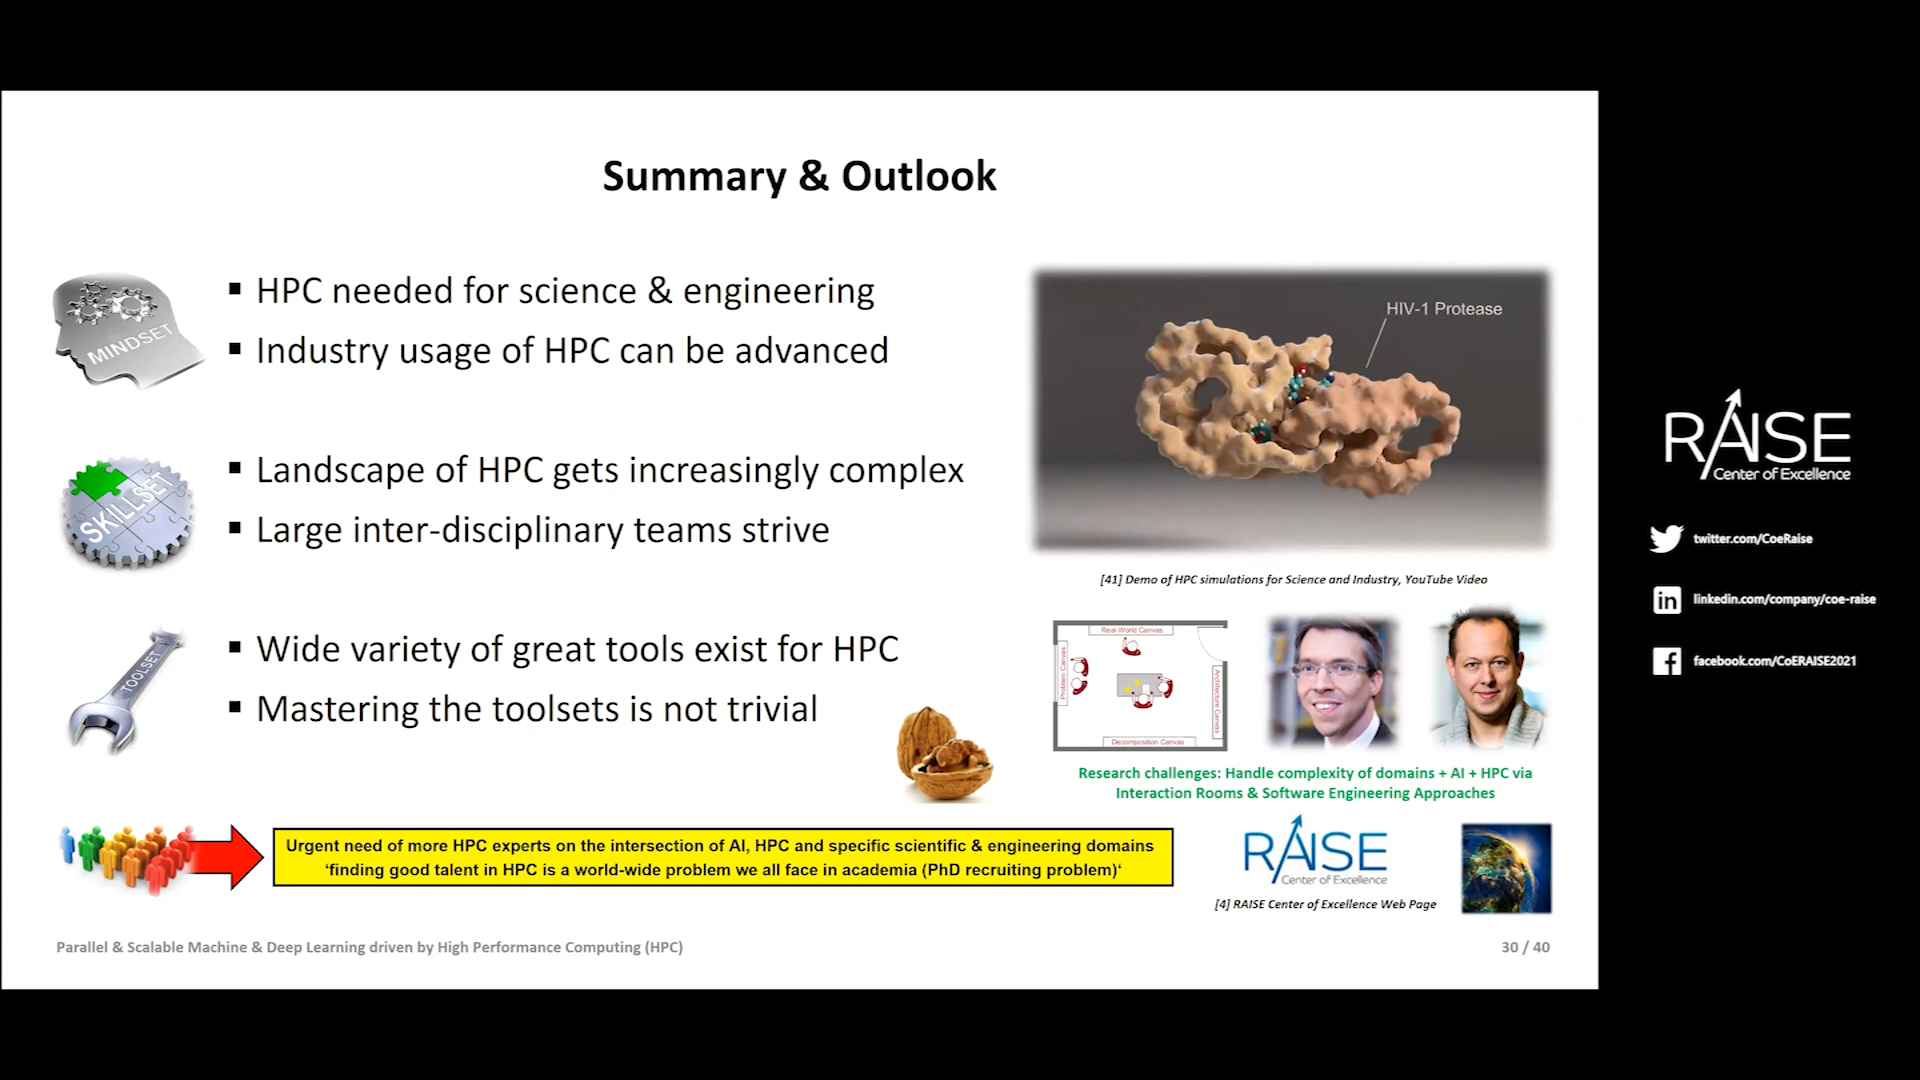 Summary & Outlook
MINDSET
▪ HPC needed for science & engineering
▪ Industry usage of HPC can be advanced
SKILLSET
▪ Landscape of HPC gets increasingly complex
▪ Large inter-disciplinary teams strive
TOOLSET
▪ Wide variety of great tools exist for HPC
▪ Mastering the toolsets is not trivial
HIV-1 Protease
[41] Demo of HPC simulations for Science and Industry, YouTube Video
Real-World Canvas
Problem Canvas
Architecture Canvas
Decomposition Canvas
Research challenges: Handle complexity of domains + AI + HPC via
Interaction Rooms & Software Engineering Approaches
Urgent need of more HPC experts on the intersection of AI, HPC and specific scientific & engineering domains
‘finding good talent in HPC is a world-wide problem we all face in academia (PhD recruiting problem)‘
RAISE
Center of Excellence
[4] RAISE Center of Excellence Web Page
Parallel & Scalable Machine & Deep Learning driven by High Performance Computing (HPC)
30 / 40
RAISE
Center of Excellence
twitter.com/CoeRaise
linkedin.com/company/coe-raise
facebook.com/CoERAISE2021